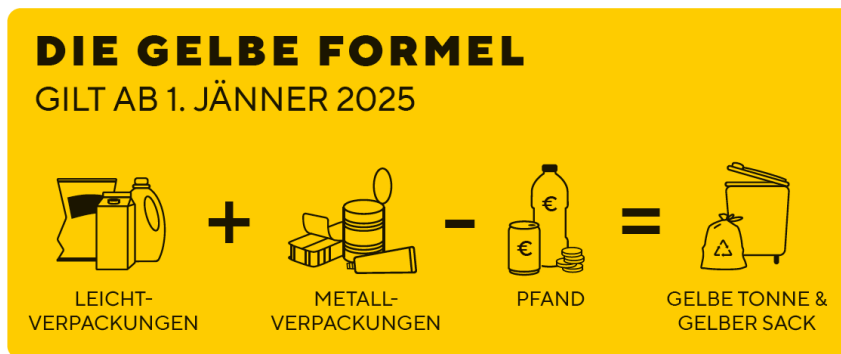 DIE GELBE FORMEL
GILT AB 1. JÄNNER 2025
+
–
€
€
=
LEICHT-
VERPACKUNGEN
METALL-
VERPACKUNGEN
PFAND
GELBE TONNE &
GELBER SACK